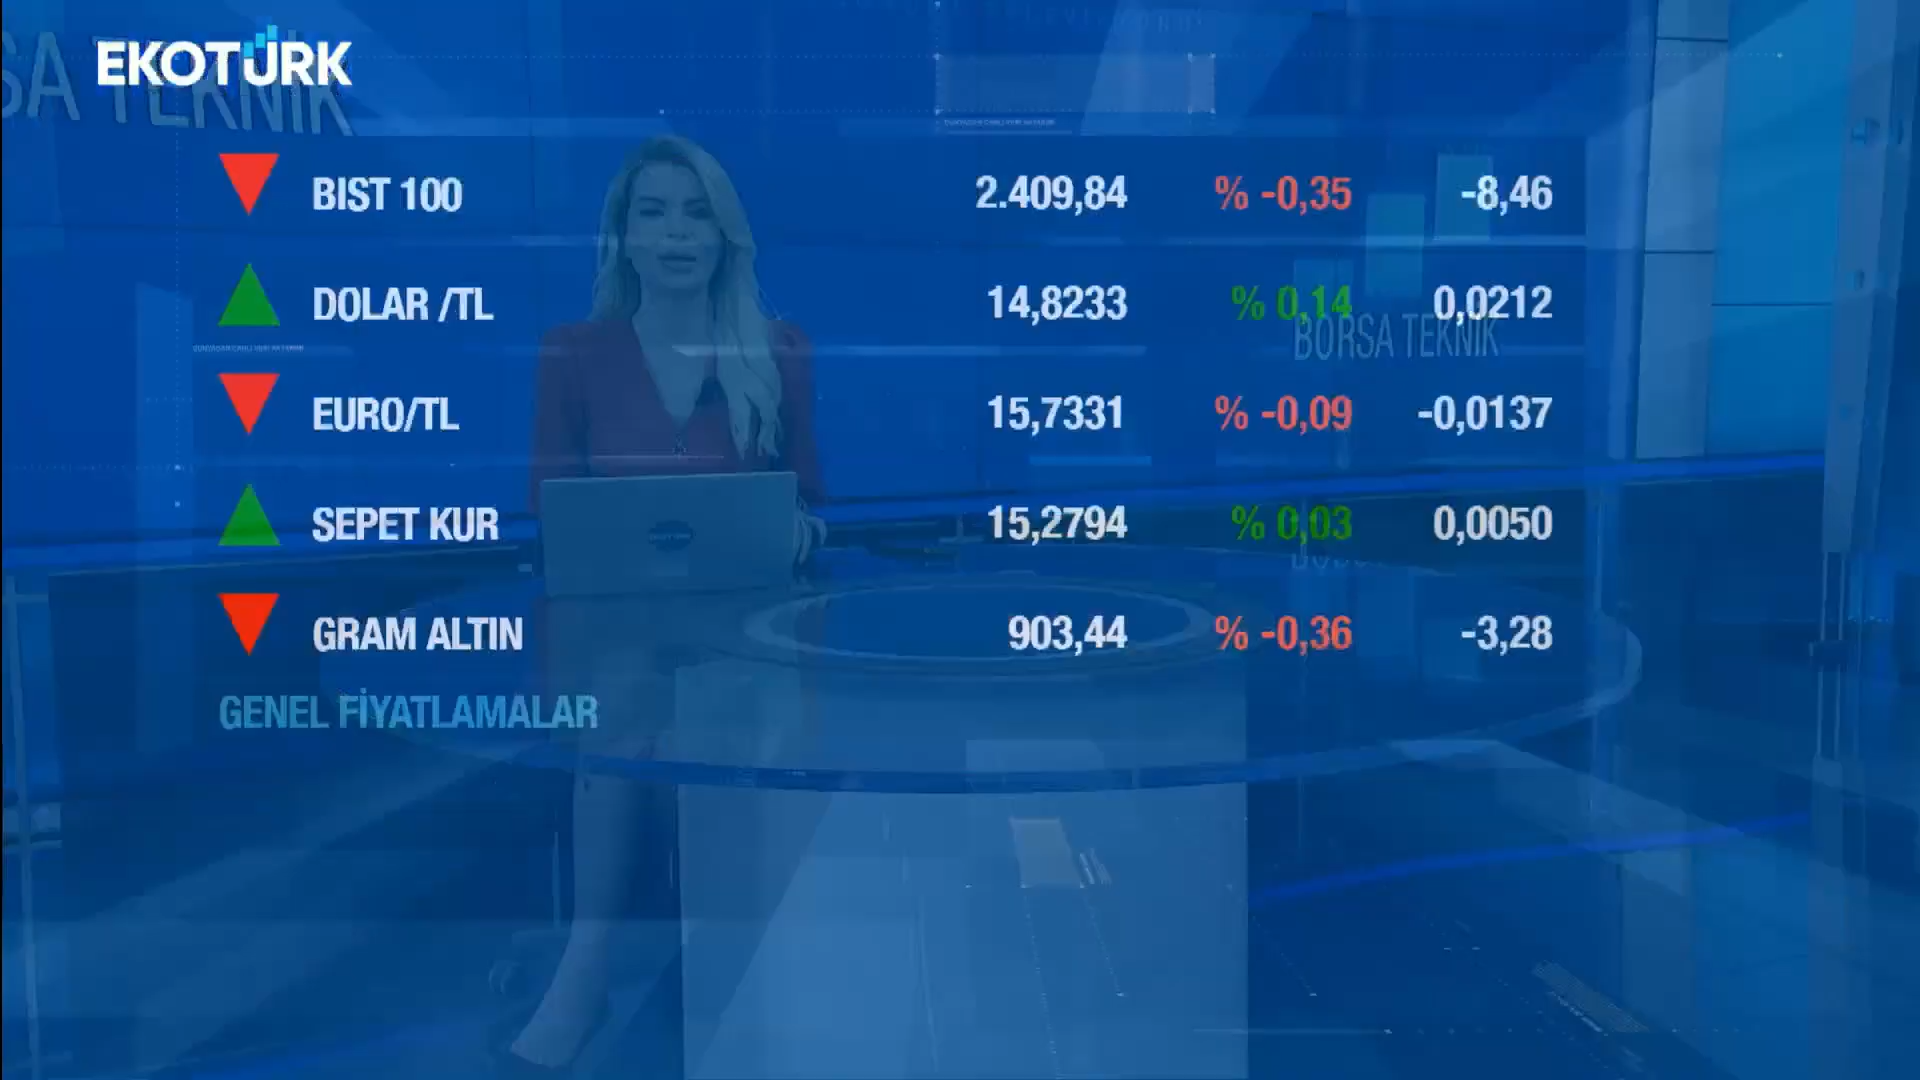 EKOTÜRK
SA TEKNİK
BIST 100 2.409,84 % -0,35 -8,46
DOLAR /TL 14,8233 % 0,14 0,0212
BORSA TEKNİK
EURO/TL 15,7331 % -0,09 -0,0137
SEPET KUR 15,2794 % 0,03 0,0050
GRAM ALTIN 903,44 % -0,36 -3,28
GENEL FİYATLAMALAR